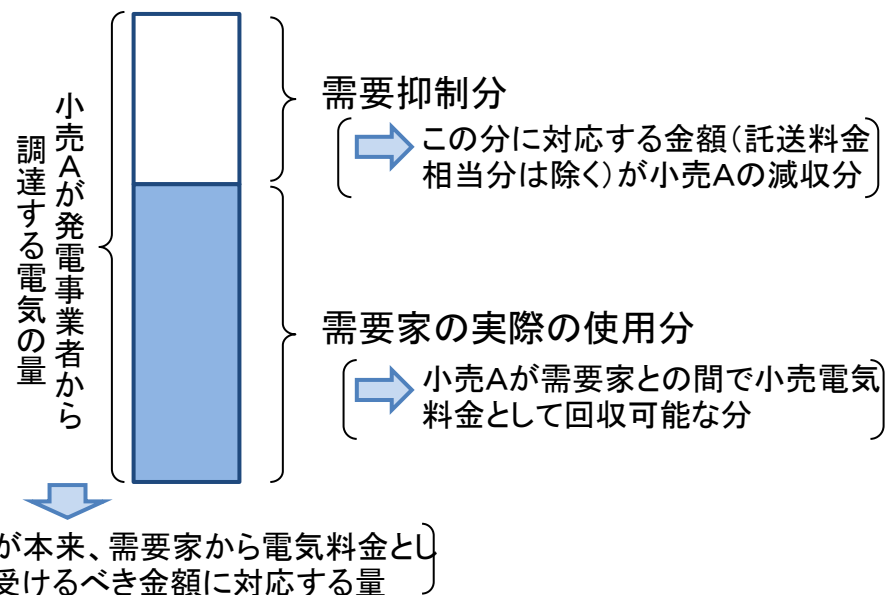 小売Aが発電事業者から
調達する電気の量
需要抑制分
この分に対応する金額(託送料金
相当分は除く)が小売Aの減収分
需要家の実際の使用分
小売Aが需要家との間で小売電気
料金として回収可能な分
が本来、需要家から電気料金とし
受けるべき金額に対応する量